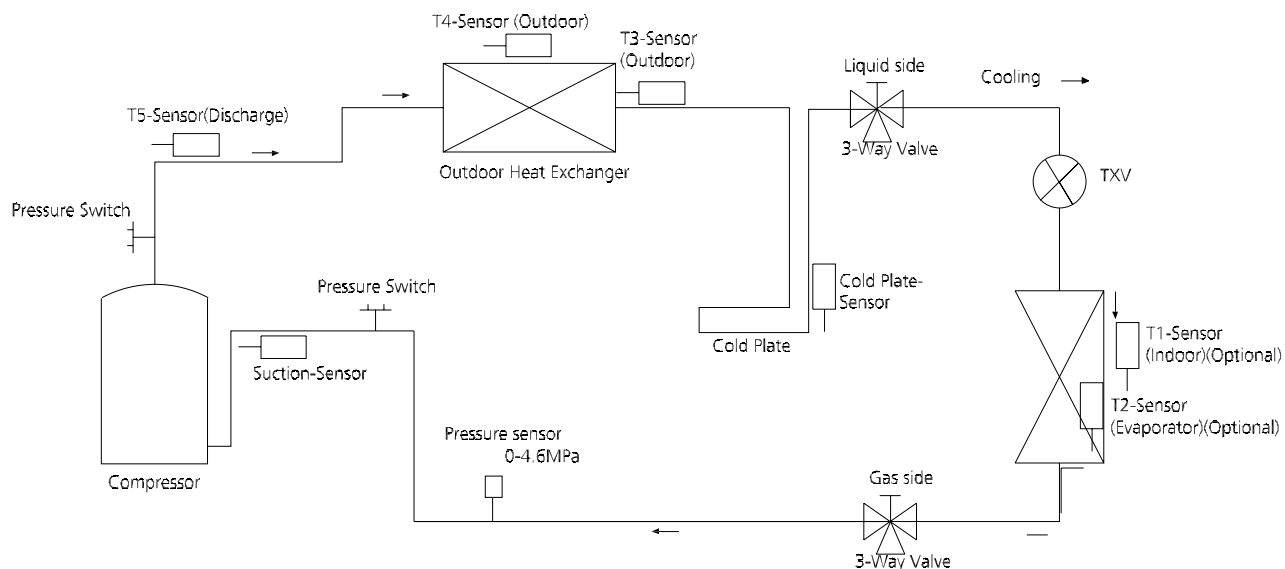 T4-Sensor (Outdoor)
T3-Sensor
(Outdoor)
Liquid side
Cooling
T5-Sensor(Discharge)
3-Way Valve
Outdoor Heat Exchanger
TXV
Pressure Switch
Pressure Switch
Cold Plate-
Sensor
Cold Plate
T1-Sensor
(Indoor)(Optional)
Suction-Sensor
T2-Sensor
(Evaporator)(Optional)
Pressure sensor
0-4.6MPa
Compressor
Gas side
3-Way Valve